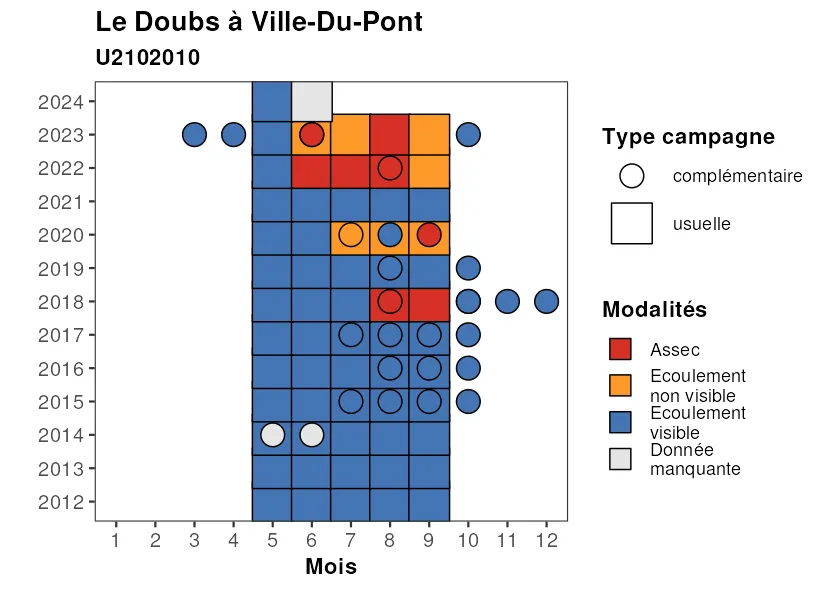 Le Doubs à Ville-Du-Pont
U2102010
2024
2023
2022
2021
2020
2019
2018
2017
2016
2015
2014
2013
2012
1 2 3 4 5 6 7 8 9 10 11 12
Mois
Type campagne
complémentaire
usuelle
Modalités
Assec
Ecoulement
non visible
Ecoulement
visible
Donnée
manquante